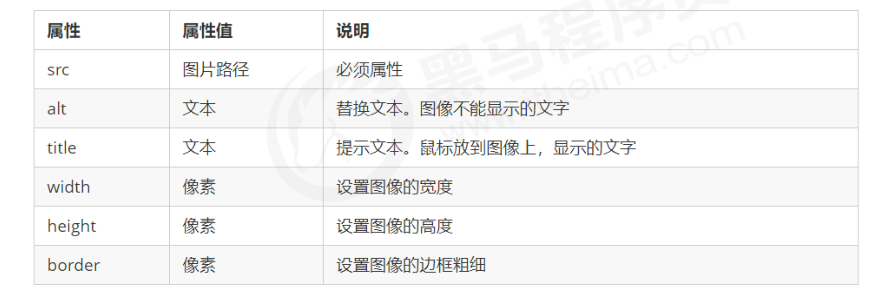 属性 属性值 说明
src 图片路径 必须属性
alt 文本 替换文本。图像不能显示的文字
title 文本 提示文本。鼠标放到图像上，显示的文字
width 像素 设置图像的宽度
height 像素 设置图像的高度
border 像素 设置图像的边框粗细
黑马程序员
www.itheima.com